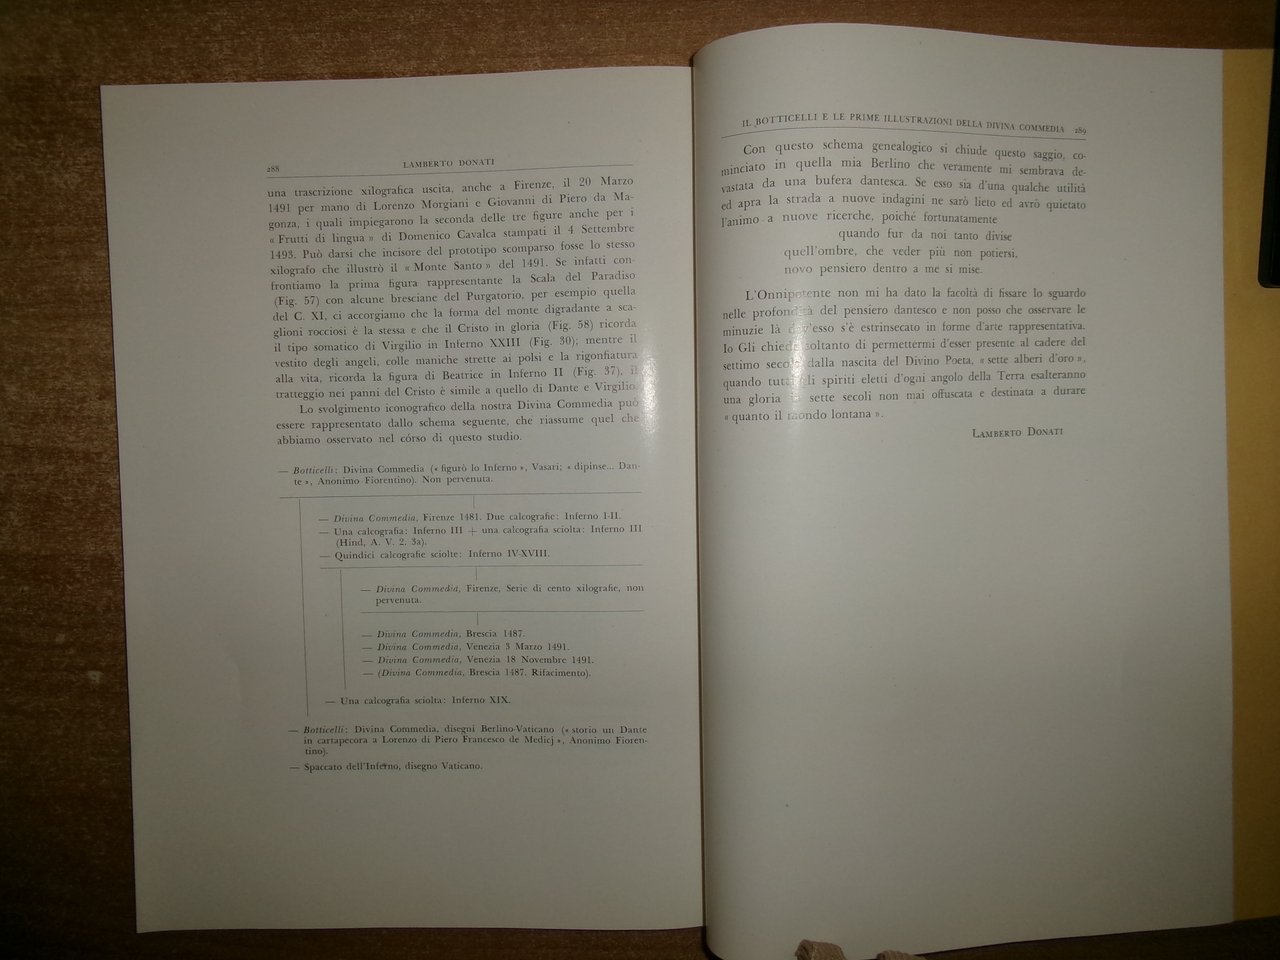 288
LAMBERTO DONATI
una trascrizione xilografica uscita, anche a Firenze, il 20 Marzo
1491 per mano di Lorenzo Morgiani e Giovanni di Piero da Ma-
gonza, i quali impiegarono la seconda delle tre figure anche per i
« Frutti di lingua » di Domenico Cavalca stampati il 4 Settembre
1493. Può darsi che incisore del prototipo scomparso fosse lo stesso
xilografo che illustrò il « Monte Santo » del 1491. Se infatti con-
frontiamo la prima figura rappresentante la Scala del Paradiso
(Fig. 57) con alcune bresciane del Purgatorio, per esempio quella
del C. XI, ci accorgiamo che la forma del monte digradante a sca-
glioni rocciosi è la stessa e che il Cristo in gloria (Fig. 58) ricorda
il tipo somatico di Virgilio in Inferno XXIII (Fig. 30); mentre il
vestito degli angeli, colle maniche strette ai polsi e la rigonfiatura
alla vita, ricorda la figura di Beatrice in Inferno II (Fig. 37), il
tratteggio nei panni del Cristo è simile a quello di Dante e Virgilio.
Lo svolgimento iconografico della nostra Divina Commedia può
essere rappresentato dallo schema seguente, che riassume quel che
abbiamo osservato nel córso di questo studio.
— Botticelli: Divina Commedia (« figurò lo Inferno », Vasari; « dipinse... Dan-
te », Anonimo Fiorentino). Non pervenuta.
— Divina Commedia, Firenze 1481. Due calcografie: Inferno I-II.
— Una calcografia: Inferno III + una calcografia sciolta: Inferno III
(Hind, A. V. 2, 3a).
— Quindici calcografie sciolte: Inferno IV-XVIII.
— Divina Commedia, Firenze, Serie di cento xilografie, non
pervenuta.
— Divina Commedia, Brescia 1487.
— Divina Commedia, Venezia 3 Marzo 1491.
— Divina Commedia, Venezia 18 Novembre 1491.
— (Divina Commedia, Brescia 1487. Rifacimento).
— Una calcografia sciolta: Inferno XIX.
— Botticelli: Divina Commedia, disegni Berlino-Vaticano (« storio un Dante
in cartapecora a Lorenzo di Piero Francesco de Medicj », Anonimo Fioren-
tino).
— Spaccato dell'Inferno, disegno Vaticano.
IL BOTTICELLI E LE PRIME ILLUSTRAZIONI DELLA DIVINA COMMEDIA 289
Con questo schema genealogico si chiude questo saggio, co-
minciato in quella mia Berlino che veramente mi sembrava de-
vastata da una bufera dantesca. Se esso sia d'una qualche utilità
ed apra la strada a nuove indagini ne sarò lieto ed avrò quietato
l'animo a nuove ricerche, poiché fortunatamente
quando fur da noi tanto divise
quell'ombre, che veder più non potiersi,
novo pensiero dentro a me si mise.
L'Onnipotente non mi ha dato la facoltà di fissare lo sguardo
nelle profondità del pensiero dantesco e non posso che osservare le
minuzie là dov'esso s'è estrinsecato in forme d'arte rappresentativa.
Io Gli chiedo soltanto di permettermi d'esser presente al cadere del
settimo secolo dalla nascita del Divino Poeta, « sette alberi d'oro »,
quando tutti gli spiriti eletti d'ogni angolo della Terra esalteranno
una gloria in sette secoli non mai offuscata e destinata a durare
« quanto il mondo lontana ».
LAMBERTO DONATI